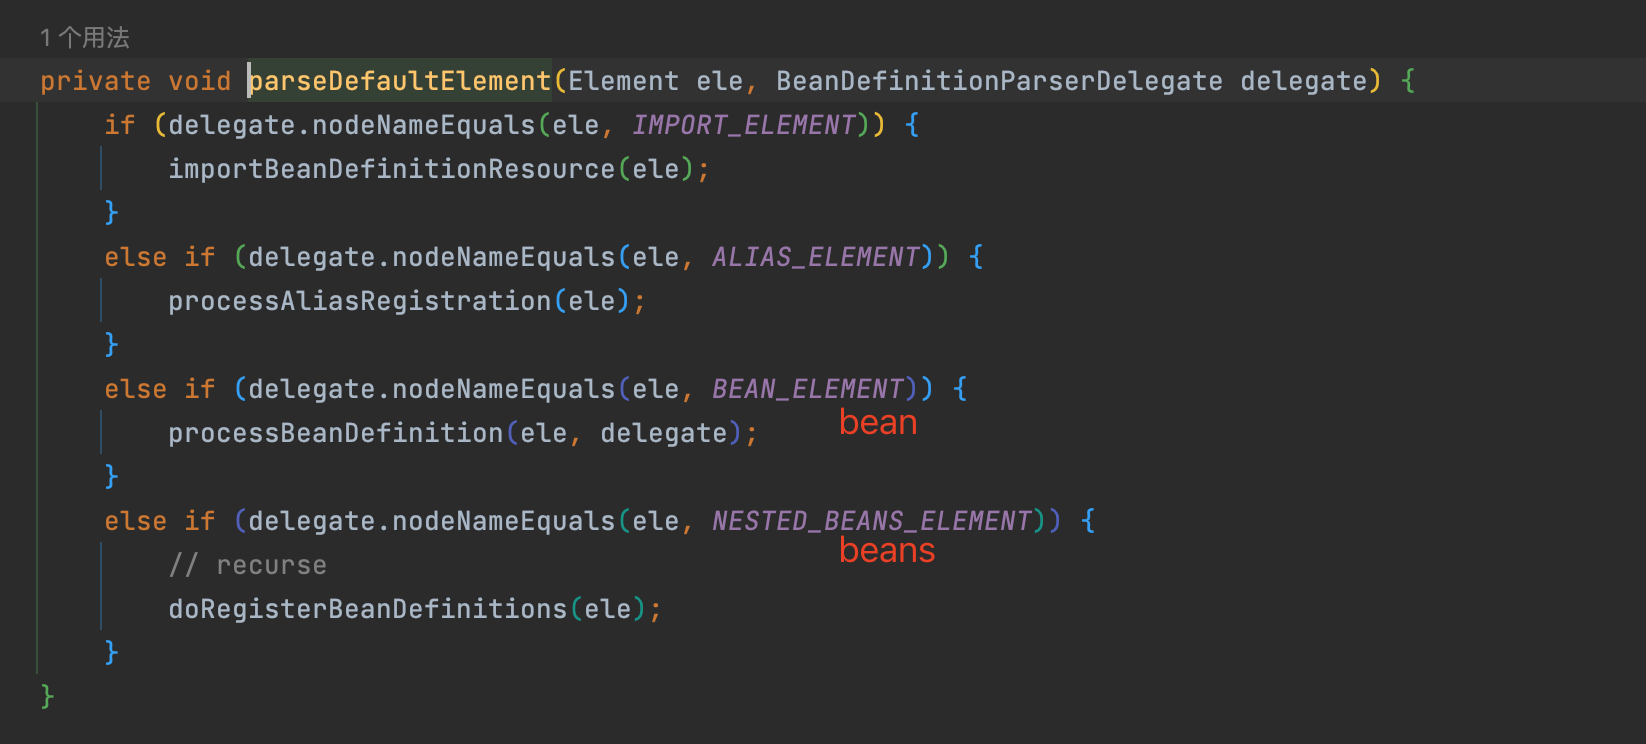 1 个用法
private void parseDefaultElement(Element ele, BeanDefinitionParserDelegate delegate) {
if (delegate.nodeNameEquals(ele, IMPORT_ELEMENT)) {
importBeanDefinitionResource(ele);
}
else if (delegate.nodeNameEquals(ele, ALIAS_ELEMENT)) {
processAliasRegistration(ele);
}
else if (delegate.nodeNameEquals(ele, BEAN_ELEMENT)) {
bean
processBeanDefinition(ele, delegate);
}
else if (delegate.nodeNameEquals(ele, NESTED_BEANS_ELEMENT)) {
beans
// recurse
doRegisterBeanDefinitions(ele);
}
}